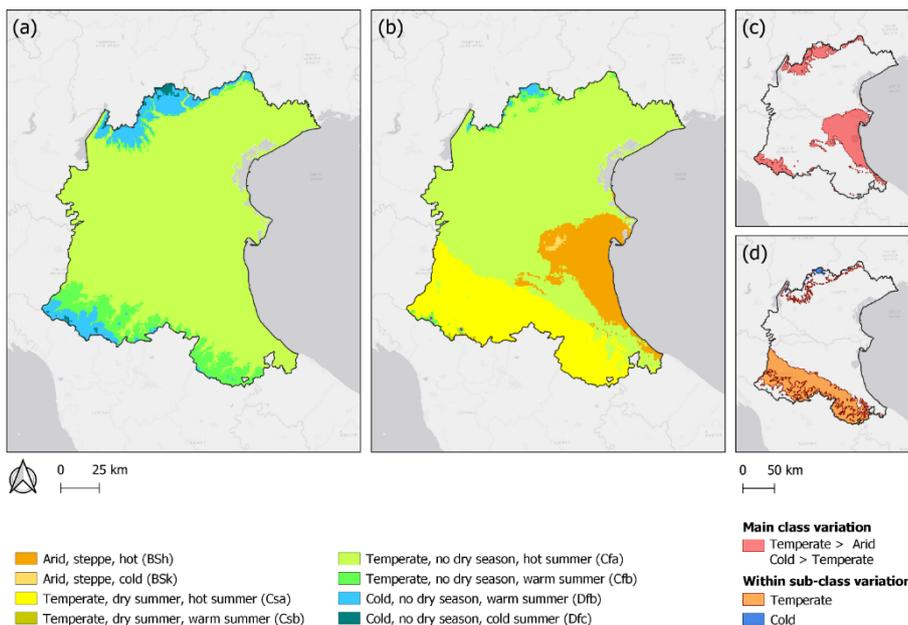 (a)
(b)
(c)
(d)
0 25 km
0 50 km
Arid, steppe, hot (BSh)
Arid, steppe, cold (BSk)
Temperate, dry summer, hot summer (Csa)
Temperate, dry summer, warm summer (Csb)
Temperate, no dry season, hot summer (Cfa)
Temperate, no dry season, warm summer (Cfb)
Cold, no dry season, warm summer (Dfb)
Cold, no dry season, cold summer (Dfc)
Main class variation
Temperate > Arid
Cold > Temperate
Within sub-class variation
Temperate
Cold